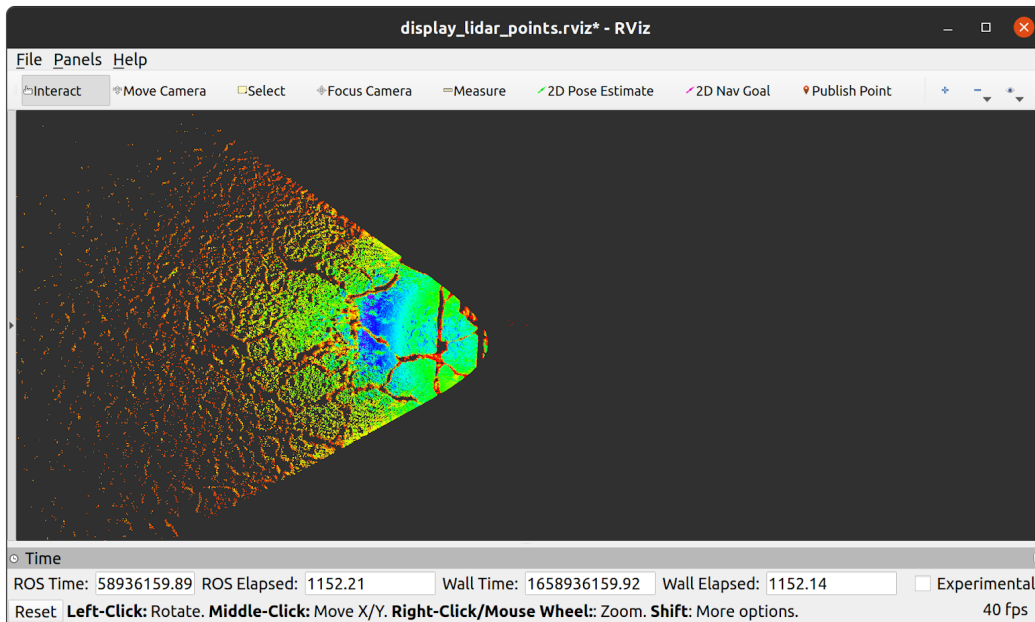 display_lidar_points.rviz* - RViz
File Panels Help
Interact Move Camera Select Focus Camera Measure 2D Pose Estimate 2D Nav Goal Publish Point
Time
ROS Time: 58936159.89 ROS Elapsed: 1152.21 Wall Time: 1658936159.92 Wall Elapsed: 1152.14 Experimental
Reset Left-Click: Rotate. Middle-Click: Move X/Y. Right-Click/Mouse Wheel:: Zoom. Shift: More options. 40 fps